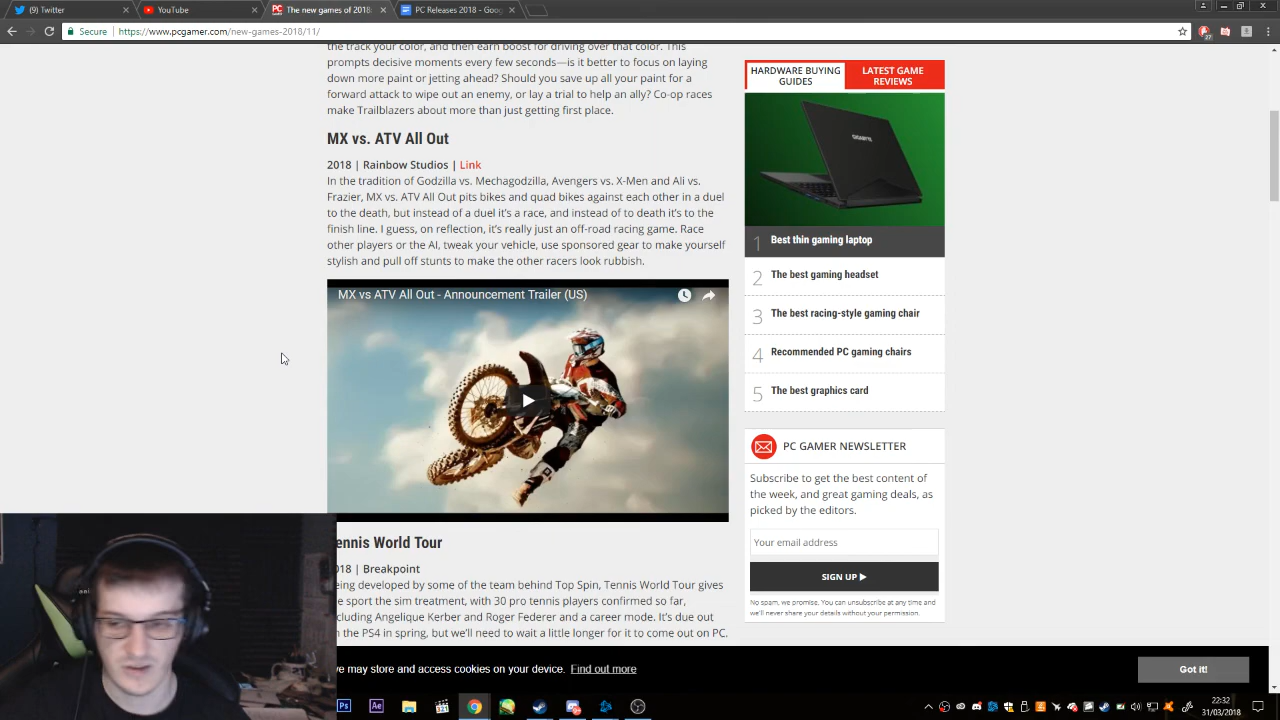 (9) Twitter
YouTube
The new games of 2018:
PC Releases 2018 - Goog
Secure
https://www.pcgamer.com/new-games-2018/11/
the track your color, and then earn boost for driving over that color. This
prompts decisive moments every few seconds—is it better to focus on laying
down more paint or jetting ahead? Should you save up all your paint for a
forward attack to wipe out an enemy, or lay a trial to help an ally? Co-op races
make Trailblazers about more than just getting first place.
MX vs. ATV All Out
2018 | Rainbow Studios | Link
In the tradition of Godzilla vs. Mechagodzilla, Avengers vs. X-Men and Ali vs.
Frazier, MX vs. ATV All Out pits bikes and quad bikes against each other in a duel
to the death, but instead of a duel it's a race, and instead of to death it's to the
finish line. I guess, on reflection, it's really just an off-road racing game. Race
other players or the AI, tweak your vehicle, use sponsored gear to make yourself
stylish and pull off stunts to make the other racers look rubbish.
MX vs ATV All Out - Announcement Trailer (US)
ennis World Tour
018 | Breakpoint
eing developed by some of the team behind Top Spin, Tennis World Tour gives
e sport the sim treatment, with 30 pro tennis players confirmed so far,
cluding Angelique Kerber and Roger Federer and a career mode. It's due out
n the PS4 in spring, but we'll need to wait a little longer for it to come out on PC.
HARDWARE BUYING
GUIDES
LATEST GAME
REVIEWS
GIGABYTE
1 Best thin gaming laptop
2 The best gaming headset
3 The best racing-style gaming chair
4 Recommended PC gaming chairs
5 The best graphics card
PC GAMER NEWSLETTER
Subscribe to get the best content of
the week, and great gaming deals, as
picked by the editors.
Your email address
SIGN UP
No spam, we promise. You can unsubscribe at any time and
we'll never share your details without your permission.
we may store and access cookies on your device. Find out more
Got it!
Ps
Ae
22:32
31/03/2018